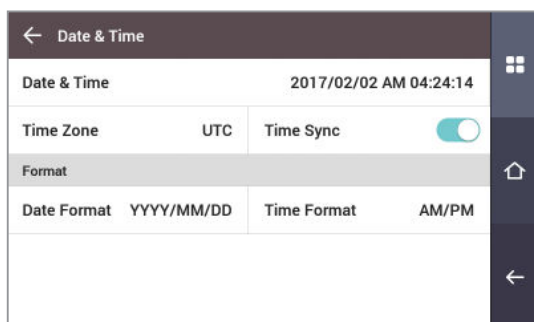 Date & Time
Date & Time 2017/02/02 AM 04:24:14
Time Zone UTC Time Sync
Format
Date Format YYYY/MM/DD Time Format AM/PM